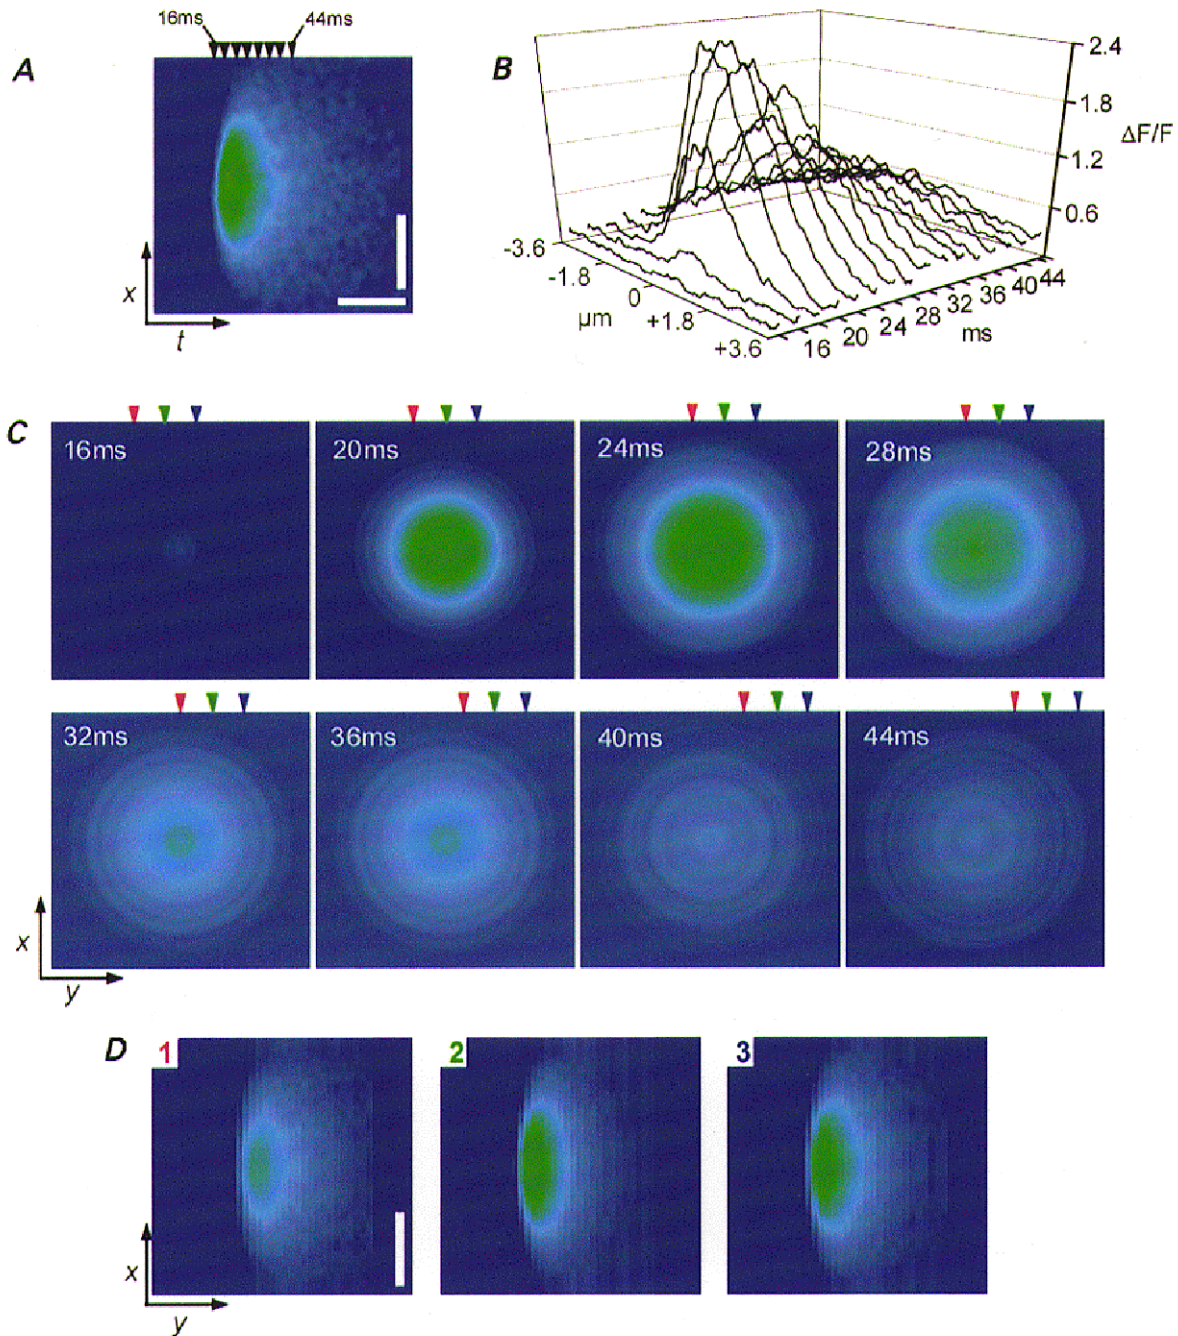 16ms 44ms
A
x
t
B
2.4
1.8
ΔF/F
1.2
0.6
-3.6
-1.8
0
μm
+1.8
+3.6
16 20 24 28 32 36 40 44
ms
C
16ms 20ms 24ms 28ms
32ms 36ms 40ms 44ms
x
y
D 1 2 3
x
y